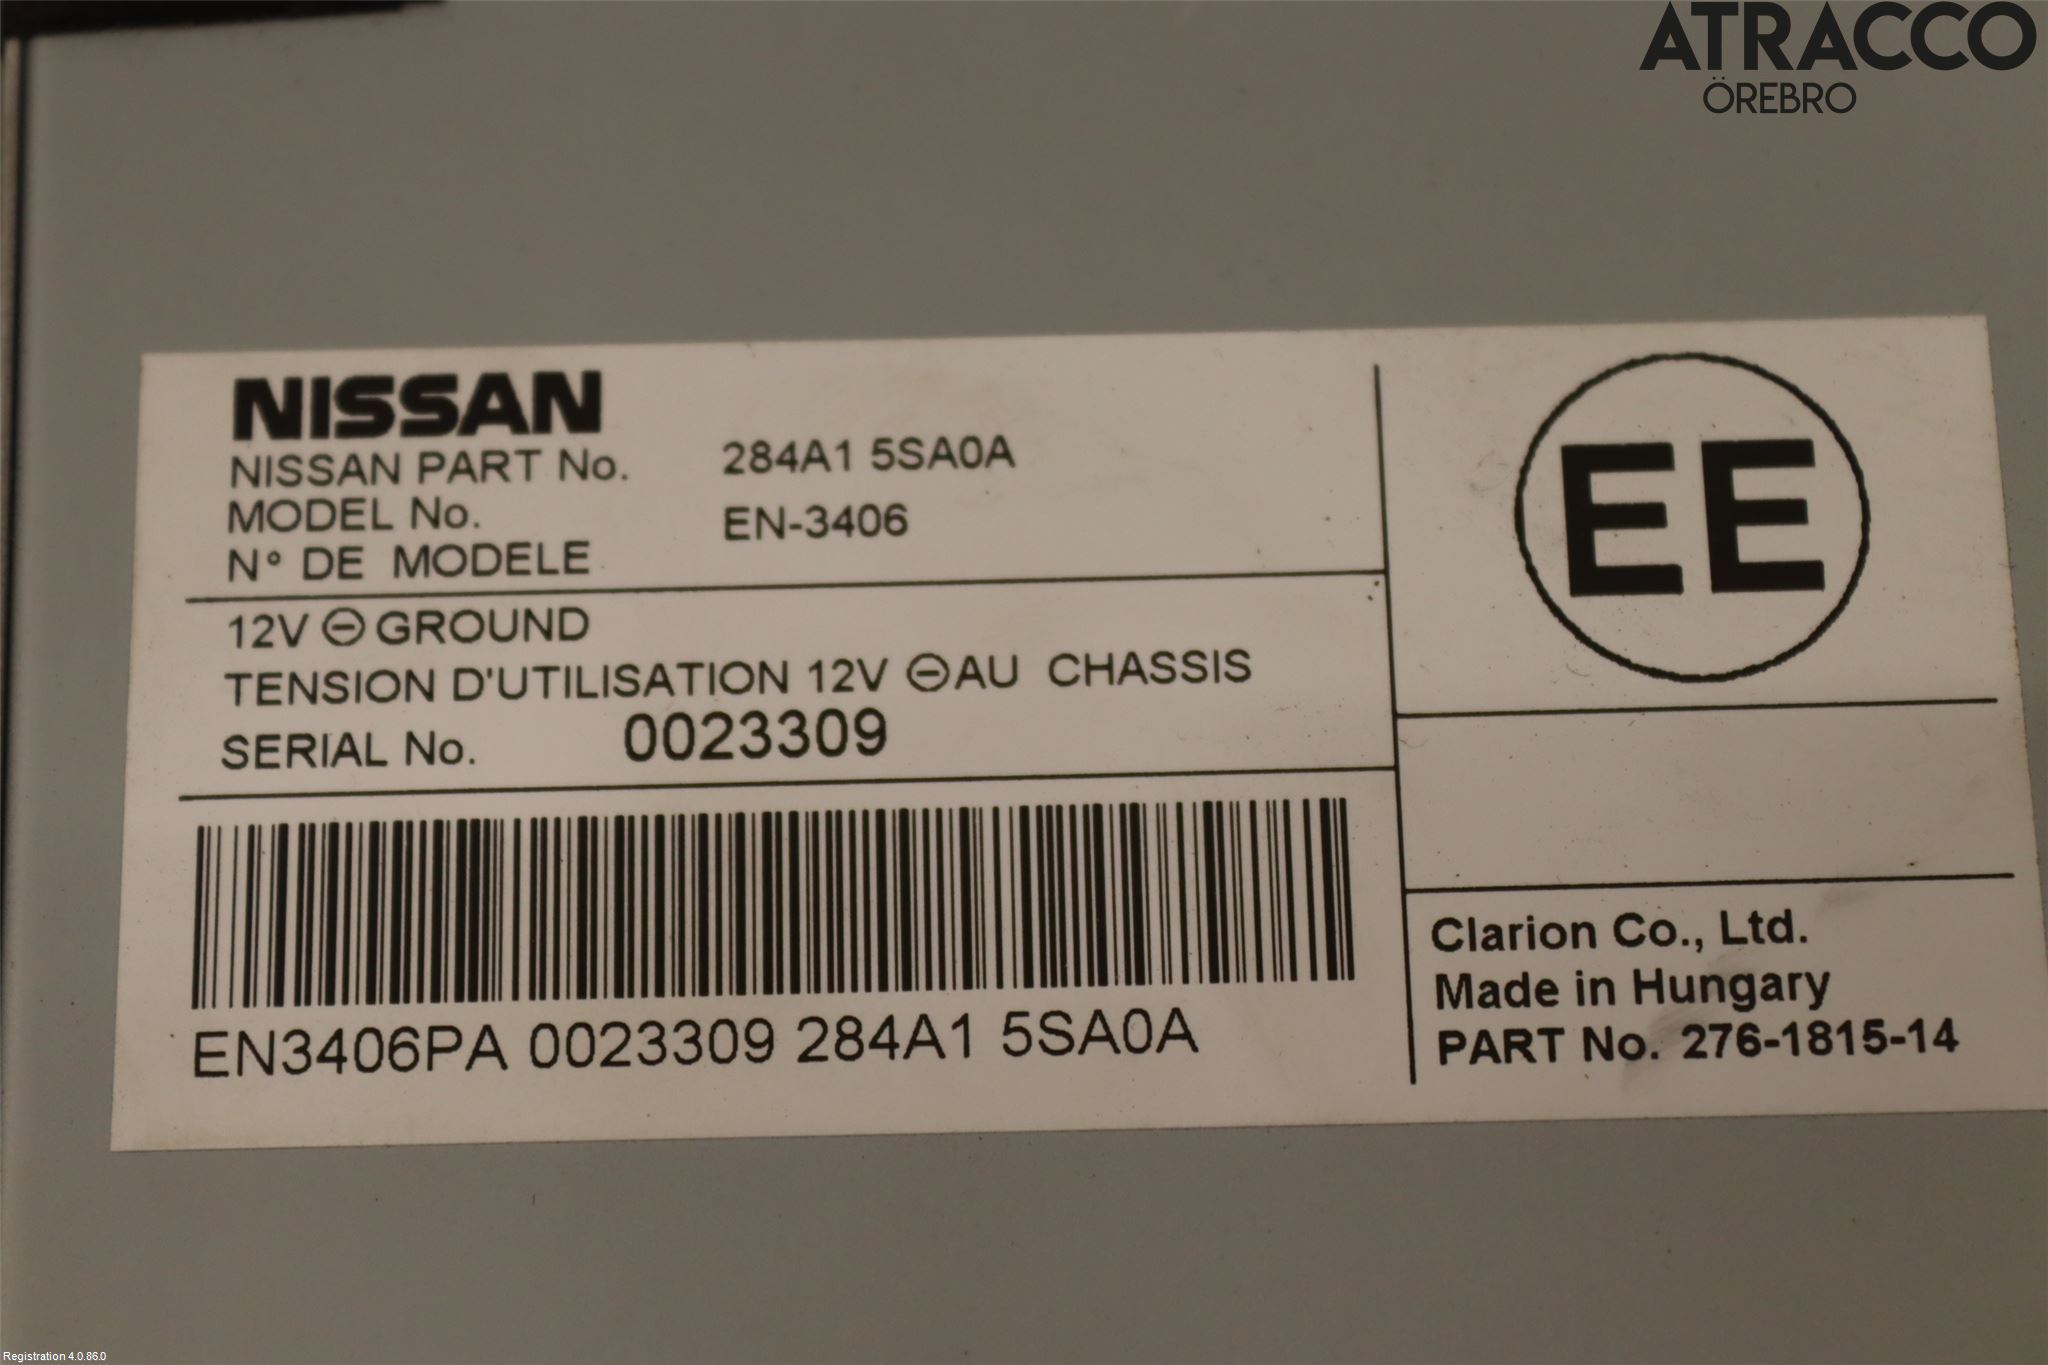 ATRACCO
ÖREBRO
NISSAN
NISSAN PART No. 284A1 5SA0A
MODEL No. EN-3406
N° DE MODELE
12V ⊖ GROUND
TENSION D'UTILISATION 12V ⊖ AU CHASSIS
SERIAL No. 0023309
EN3406PA 0023309 284A1 5SA0A
EE
Clarion Co., Ltd.
Made in Hungary
PART No. 276-1815-14
Registration 4.0.86.0